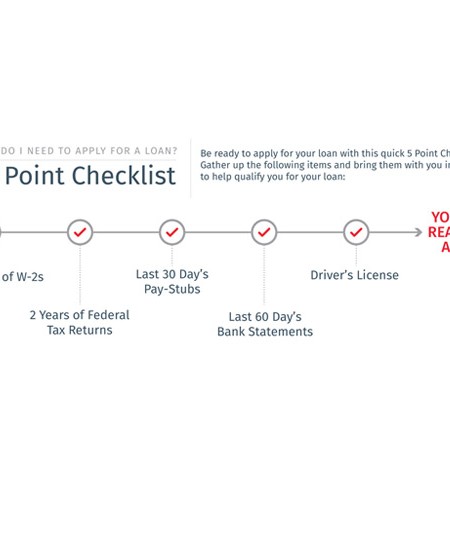 DO I NEED TO APPLY FOR A LOAN?
Point Checklist
Be ready to apply for your loan with this quick 5 Point Ch
Gather up the following items and bring them with you i
to help qualify you for your loan:
YO
REA
A
of W-2s
2 Years of Federal
Tax Returns
Last 30 Day's
Pay-Stubs
Last 60 Day's
Bank Statements
Driver's License